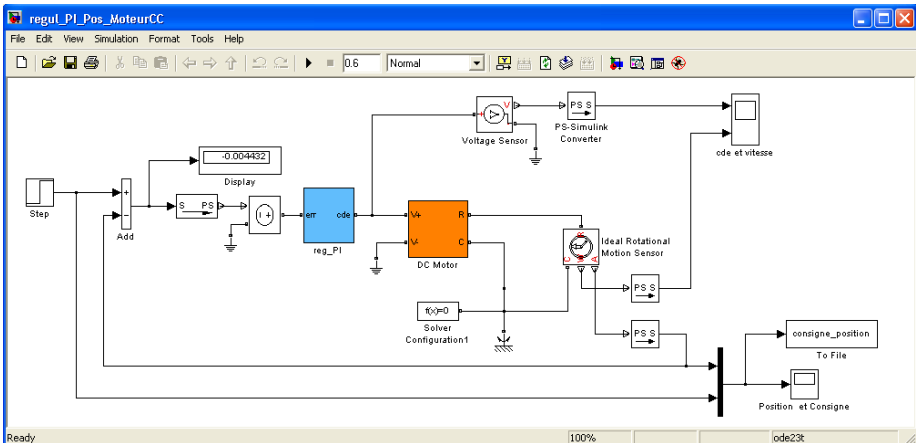 regul_PI_Pos_MoteurCC
File Edit View Simulation Format Tools Help
0.6 Normal
V
PS S
Voltage Sensor
PS-Simulink
Converter
cde et vitesse
-0.004432
Display
Step
+
-
Add
S PS
err cde
reg_PI
V+ R
V- C
DC Motor
R
C W A
Ideal Rotational
Motion Sensor
PS S
f(x)=0
Solver
Configuration1
PS S
consigne_position
To File
Position et Consigne
Ready 100% ode23t